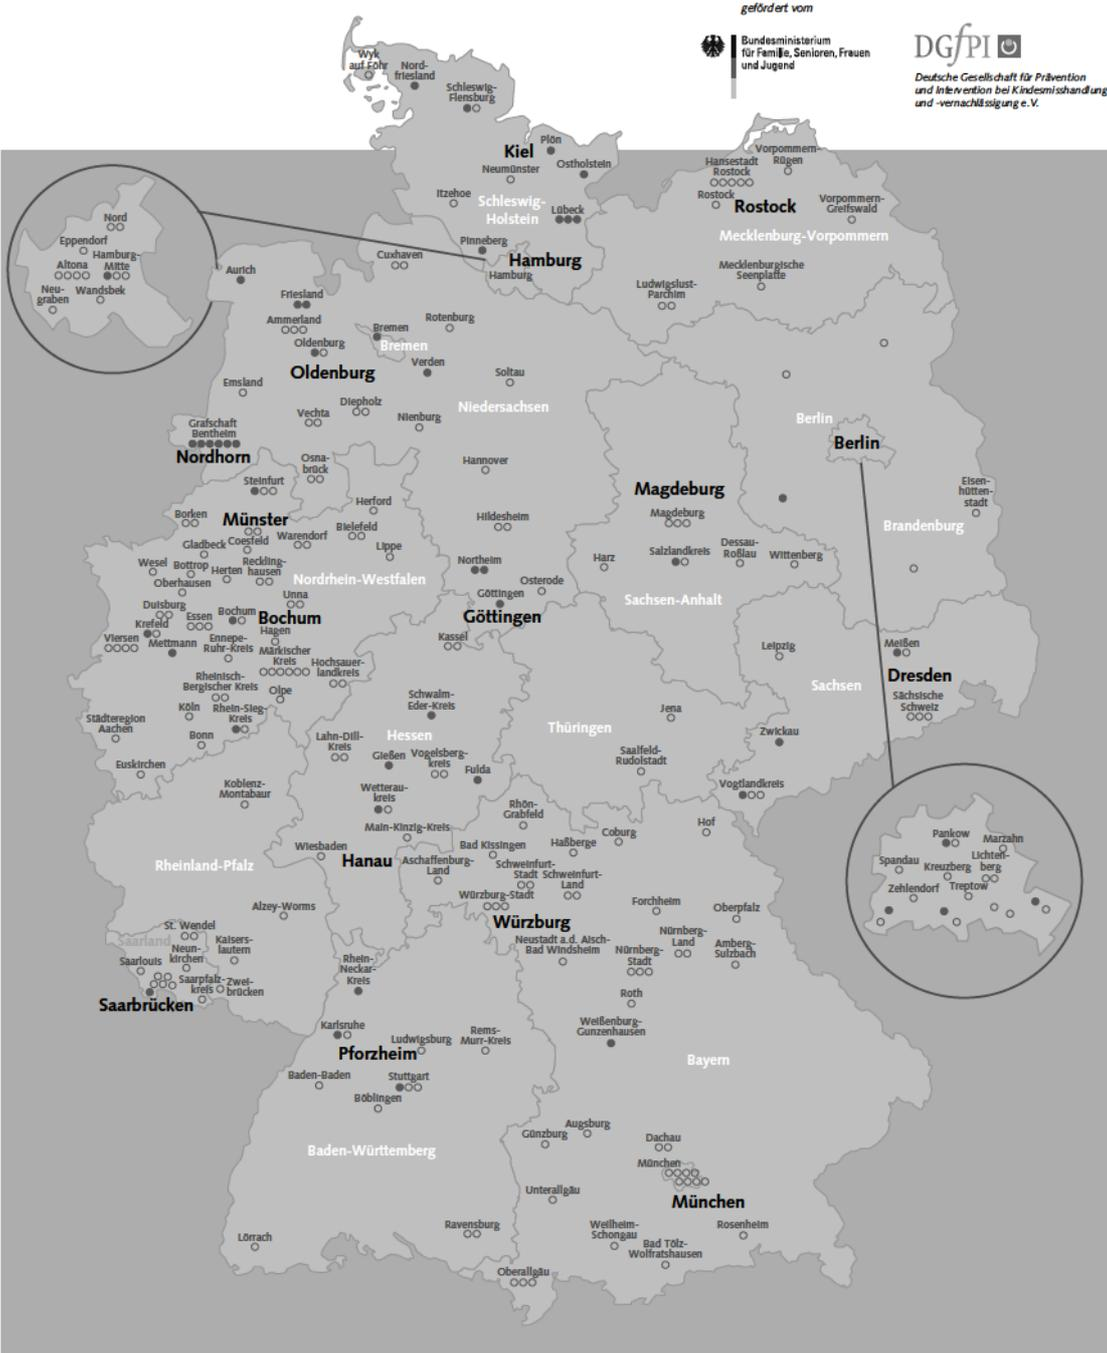 gefördert vom
Bundesministerium
für Familie, Senioren, Frauen
und Jugend
DGfPI
Deutsche Gesellschaft für Prävention
und Intervention bei Kindesmisshandlung
und -vernachlässigung e.V.
Wyk
auf Föhr
Nord-
friesland
Schleswig-
Flensburg
Kiel
Plön
Ostholstein
Neumünster
Itzehoe
Schleswig-
Holstein
Lübeck
Pinneberg
Hamburg
Hamburg
Vorpommern-
Rügen
Hansestadt
Rostock
Rostock
Rostock
Vorpommern-
Greifswald
Mecklenburg-Vorpommern
Mecklenburgische
Seenplatte
Ludwigslust-
Parchim
Nord
Eppendorf
Hamburg-
Mitte
Altona
Neu-
graben
Wandsbek
Cuxhaven
Aurich
Friesland
Ammerland
Rotenburg
Bremen
Bremen
Oldenburg
Oldenburg
Verden
Soltau
Emsland
Diepholz
Vechta
Nienburg
Niedersachsen
Grafschaft
Bentheim
Nordhorn
Osna-
brück
Hannover
Steinfurt
Herford
Hildesheim
Borken
Münster
Bielefeld
Gladbeck
Coesfeld
Warendorf
Lippe
Wesel
Bottrop
Herten
Reckling-
hausen
Nordrhein-Westfalen
Northeim
Osterode
Oberhausen
Unna
Göttingen
Göttingen
Duisburg
Essen
Bochum
Bochum
Krefeld
Hagen
Viersen
Mettmann
Ennepe-
Ruhr-Kreis
Märkischer
Kreis
Hochsauer-
landkreis
Kassel
Rheinisch-
Bergischer Kreis
Olpe
Köln
Rhein-Sieg-
Kreis
Städteregion
Aachen
Bonn
Euskirchen
Berlin
Berlin
Magdeburg
Magdeburg
Eisen-
hütten-
stadt
Brandenburg
Harz
Salzlandkreis
Dessau-
Roßlau
Wittenberg
Sachsen-Anhalt
Leipzig
Meißen
Dresden
Sächsische
Schweiz
Sachsen
Zwickau
Vogtlandkreis
Jena
Thüringen
Saalfeld-
Rudolstadt
Schwalm-
Eder-Kreis
Hessen
Lahn-Dill-
Kreis
Gießen
Vogelsberg-
kreis
Fulda
Wetterau-
kreis
Main-Kinzig-Kreis
Wiesbaden
Hanau
Koblenz-
Montabaur
Rheinland-Pfalz
Alzey-Worms
Rhön-
Grabfeld
Coburg
Hof
Bad Kissingen
Haßberge
Aschaffenburg-
Land
Schweinfurt-
Stadt
Schweinfurt-
Land
Würzburg-Stadt
Würzburg
Forchheim
Oberpfalz
Neustadt a.d. Aisch-
Bad Windsheim
Nürnberg-
Land
Nürnberg-
Stadt
Amberg-
Sulzbach
Roth
Weißenburg-
Gunzenhausen
Bayern
Pankow
Marzahn
Spandau
Kreuzberg
Lichten-
berg
Zehlendorf
Treptow
St. Wendel
Saarland
Neun-
kirchen
Kaisers-
lautern
Saarlouis
Saarpfalz-
kreis
Zwei-
brücken
Saarbrücken
Rhein-
Neckar-
Kreis
Karlsruhe
Ludwigsburg
Rems-
Murr-Kreis
Pforzheim
Baden-Baden
Stuttgart
Böblingen
Baden-Württemberg
Günzburg
Augsburg
Dachau
München
München
Unterallgäu
Ravensburg
Lörrach
Weilheim-
Schongau
Bad Tölz-
Wolfratshausen
Rosenheim
Oberallgäu